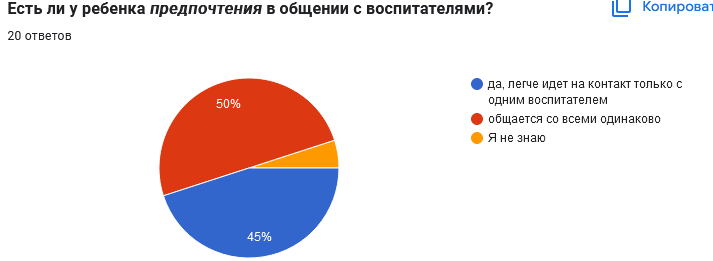 Есть ли у ребенка предпочтения в общении с воспитателями?
Копироват
20 ответов
50%
45%
да, легче идет на контакт только с
одним воспитателем
общается со всеми одинаково
Я не знаю